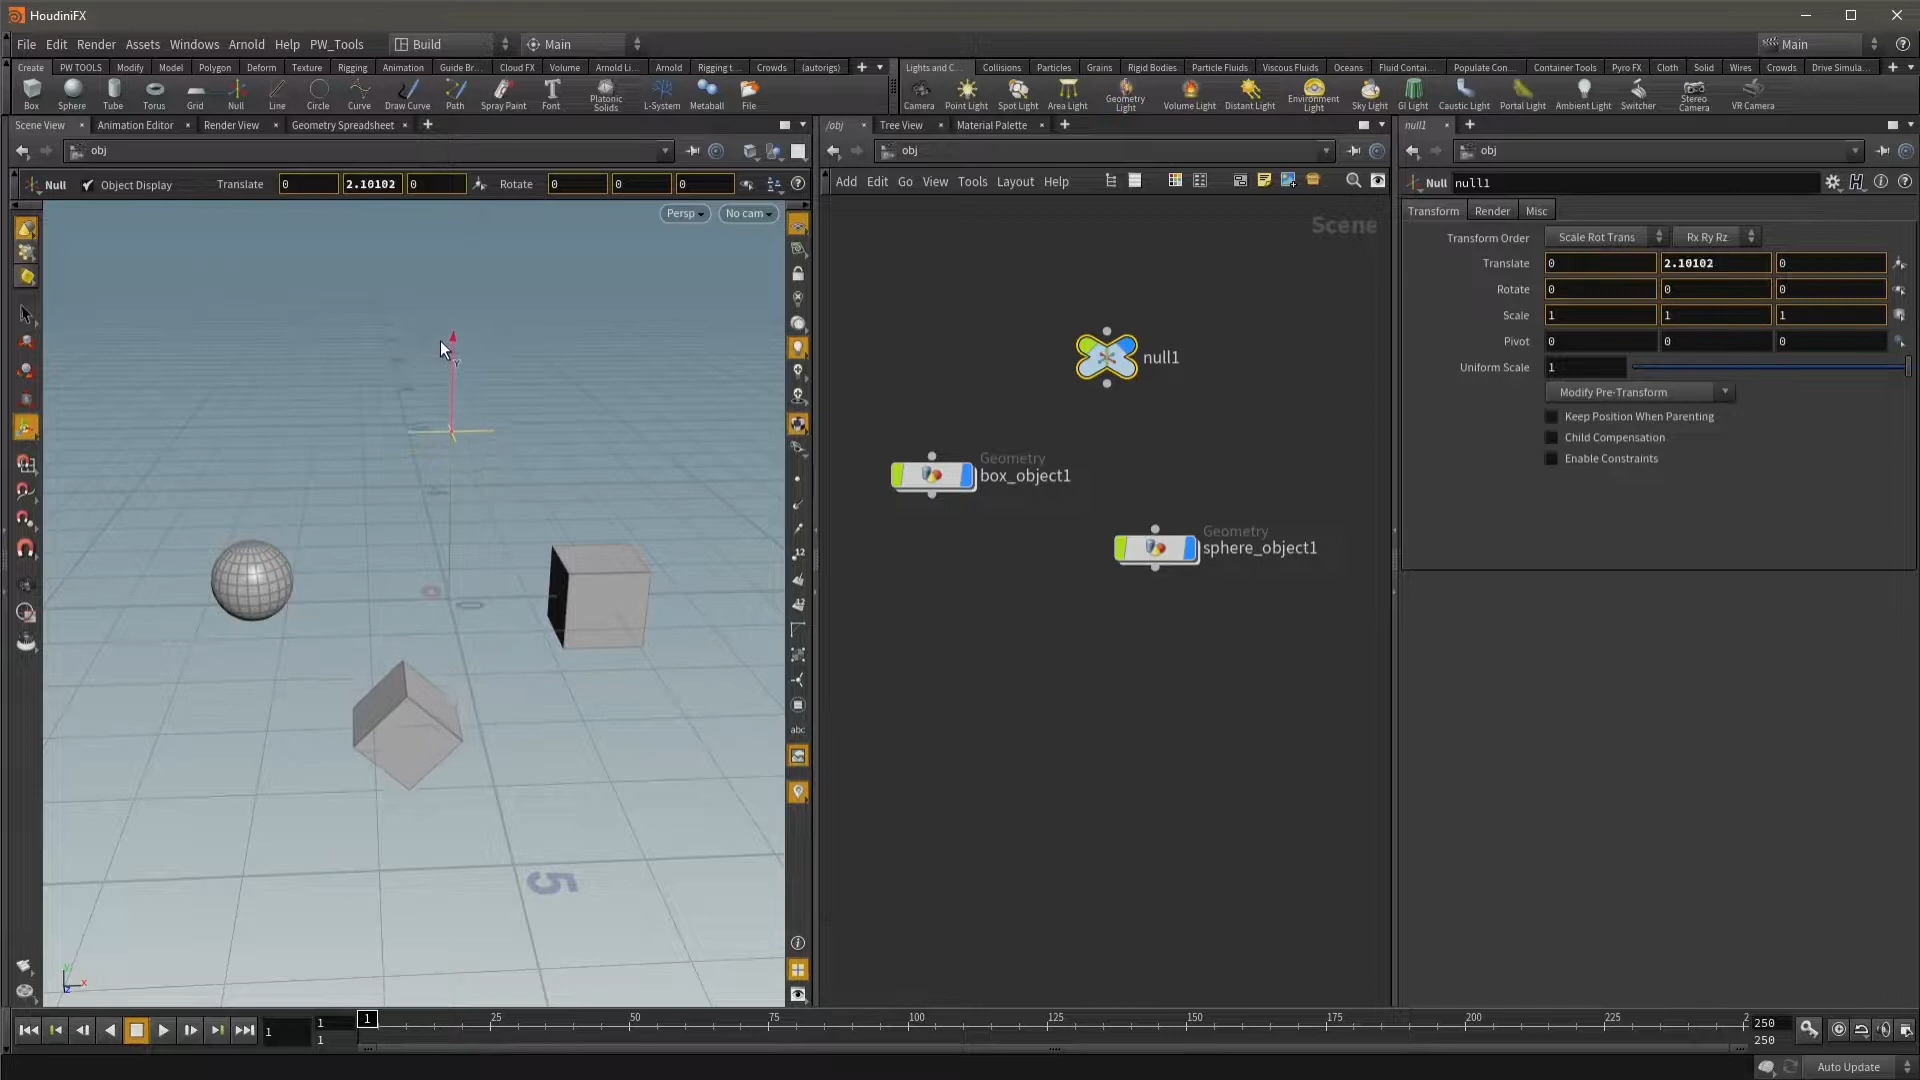 HoudiniFX
File Edit Render Assets Windows Arnold Help PW_Tools Build Main Main
Create PW TOOLS Modify Model Polygon Deform Texture Rigging Animation Guide Br... Cloud FX Volume Arnold Li... Arnold Rigging t... Crowds (autorigs)
Lights and C... Collisions Particles Grains Rigid Bodies Particle Fluids Viscous Fluids Oceans Fluid Contai... Populate Con... Container Tools Pyro FX Cloth Solid Wires Crowds Drive Simula...
Box Sphere Tube Torus Grid Null Line Circle Curve Draw Curve Path Spray Paint Font Platonic Solids L-System Metaball File
Camera Point Light Spot Light Area Light Geometry Light Volume Light Distant Light Environment Light Sky Light GI Light Caustic Light Portal Light Ambient Light Switcher Stereo Camera VR Camera
Scene View Animation Editor Render View Geometry Spreadsheet
/obj Tree View Material Palette
null1
obj
obj
obj
Null Object Display Translate 0 2.10102 0 Rotate 0 0 0
Add Edit Go View Tools Layout Help
Null null1
Persp No cam
Scene
Transform Render Misc
Transform Order Scale Rot Trans Rx Ry Rz
Translate 0 2.10102 0
Rotate 0 0 0
Scale 1 1 1
Pivot 0 0 0
Uniform Scale 1
Modify Pre-Transform
Keep Position When Parenting
Child Compensation
Enable Constraints
null1
Geometry
box_object1
Geometry
sphere_object1
Y
0
5
12
12
abc
y
x
z
1
1
1
1 25 50 75 100 125 150 175 200 225 2
250
250
Auto Update